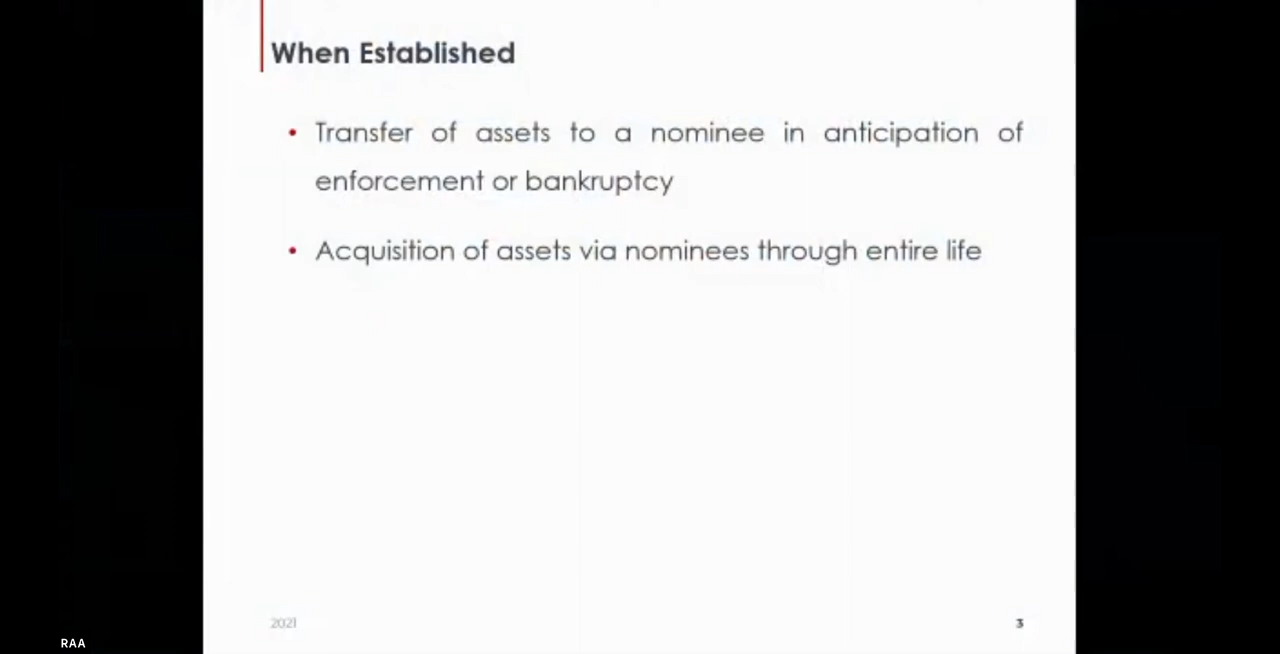 When Established
• Transfer of assets to a nominee in anticipation of
enforcement or bankruptcy
• Acquisition of assets via nominees through entire life
2021
3
RAA